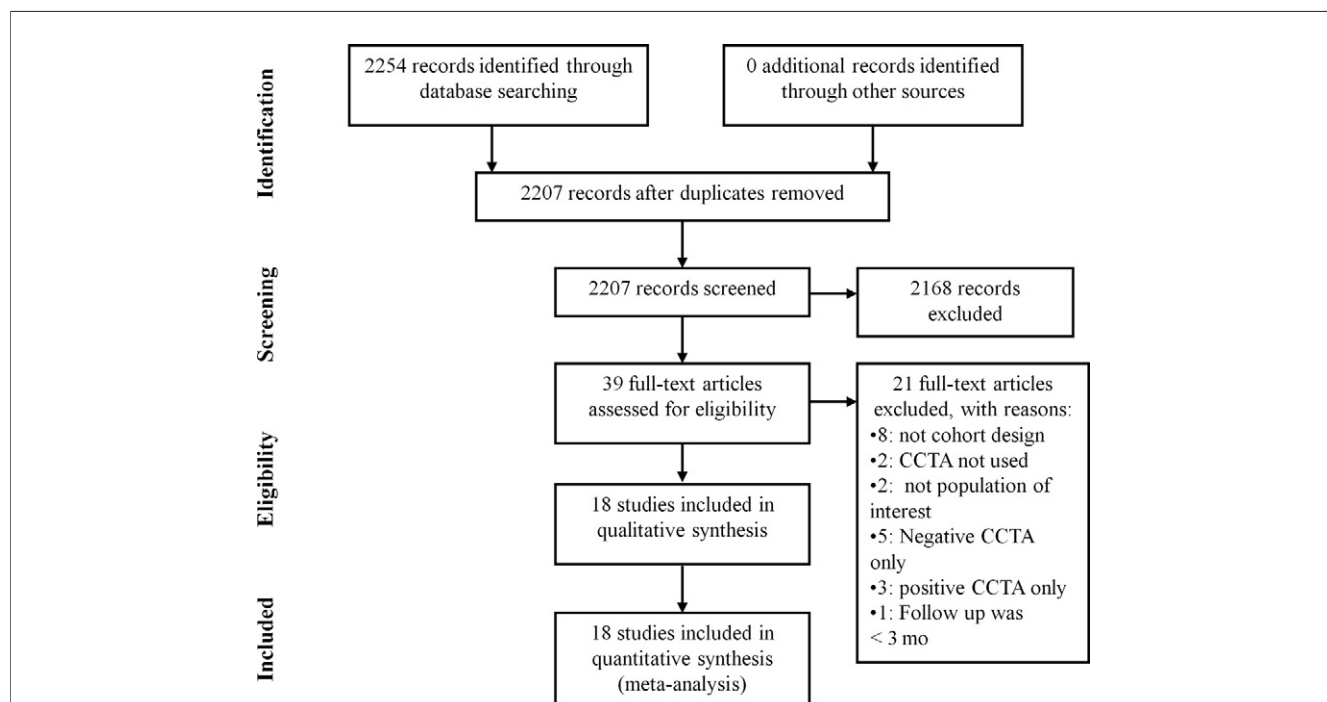 Identification
2254 records identified through
database searching
0 additional records identified
through other sources
2207 records after duplicates removed
Screening
2207 records screened
2168 records
excluded
Eligibility
39 full-text articles
assessed for eligibility
21 full-text articles
excluded, with reasons:
•8: not cohort design
•2: CCTA not used
•2: not population of
interest
•5: Negative CCTA
only
•3: positive CCTA only
•1: Follow up was
< 3 mo
18 studies included in
qualitative synthesis
Included
18 studies included in
quantitative synthesis
(meta-analysis)